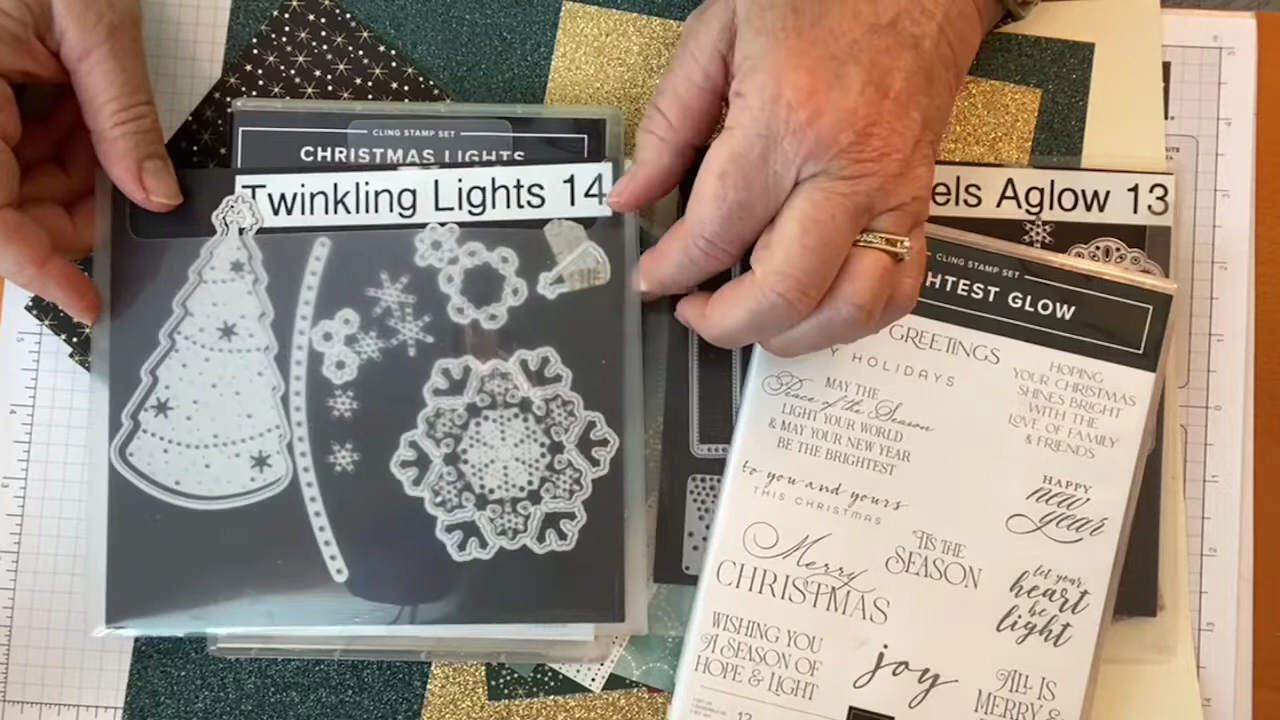 CLING STAMP SET
CHRISTMAS LIGHTS
Twinkling Lights 14
els Aglow 13
CLING STAMP SET
HTEST GLOW
GREETINGS
Y HOLIDAYS
MAY THE
Peace of the Season
LIGHT YOUR WORLD
& MAY YOUR NEW YEAR
BE THE BRIGHTEST
HOPING
YOUR CHRISTMAS
SHINES BRIGHT
WITH THE
LOVE OF FAMILY
& FRIENDS
to you and yours
THIS CHRISTMAS
HAPPY
new
year
Merry
CHRISTMAS
'TIS THE
SEASON
let your
heart
be
light
WISHING YOU
A SEASON OF
HOPE & LIGHT
joy
ALL IS
MERRY &